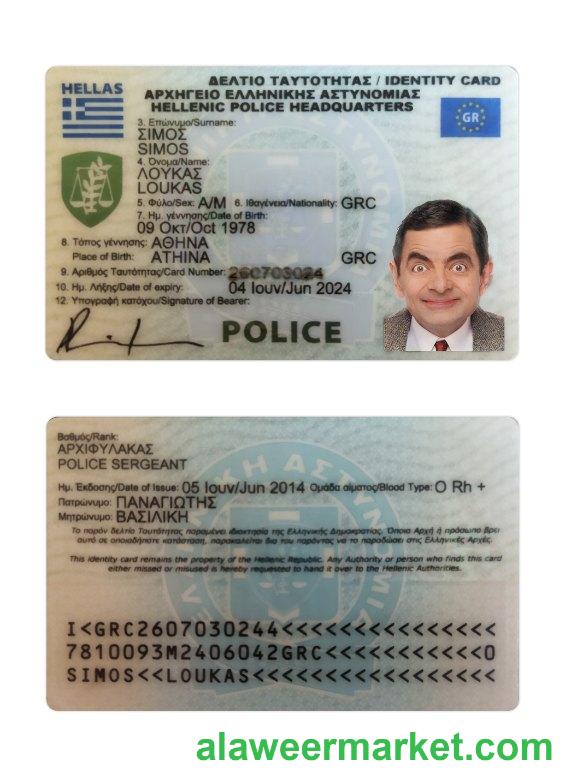 HELLAS
ΔΕΛΤΙΟ ΤΑΥΤΟΤΗΤΑΣ / IDENTITY CARD
ΑΡΧΗΓΕΙΟ ΕΛΛΗΝΙΚΗΣ ΑΣΤΥΝΟΜΙΑΣ
HELLENIC POLICE HEADQUARTERS
GR
3. Επώνυμο/Surname:
ΣΙΜΟΣ
SIMOS
4. Όνομα/Name:
ΛΟΥΚΑΣ
LOUKAS
5. Φύλο/Sex: Α/Μ 6. Ιθαγένεια/Nationality: GRC
7. Ημ. γέννησης/Date of Birth:
09 Οκτ/Oct 1978
8. Τόπος γέννησης: ΑΘΗΝΑ
Place of Birth: ATHINA GRC
9. Αριθμός Ταυτότητας/Card Number: 260703024
10. Ημ. Λήξης/Date of expiry: 04 Ιουν/Jun 2024
12. Υπογραφή κατόχου/Signature of Bearer:
POLICE
Βαθμός/Rank:
ΑΡΧΙΦΥΛΑΚΑΣ
POLICE SERGEANT
Ημ. Έκδοσης/Date of Issue: 05 Ιουν/Jun 2014 Ομάδα αίματος/Blood Type: O Rh +
Πατρώνυμο: ΠΑΝΑΓΙΩΤΗΣ
Μητρώνυμο: ΒΑΣΙΛΙΚΗ
Το παρόν δελτίο Ταυτότητας παραμένει ιδιοκτησία της Ελληνικής Δημοκρατίας. Όποια Αρχή ή πρόσωπο βρει
αυτό σε οποιαδήποτε κατάσταση, παρακαλείται δια του παρόντος να το παραδώσει στις Ελληνικές Αρχές.
This identity card remains the property of the Hellenic Republic. Any Authority or person who finds this card
either missed or misused is hereby requested to hand it over to the Hellenic Authorities.
I<GRC2607030244<<<<<<<<<<<<<<<
7810093M2406042GRC<<<<<<<<<<<0
SIMOS<<LOUKAS<<<<<<<<<<<<<<<<<
alaweermarket.com